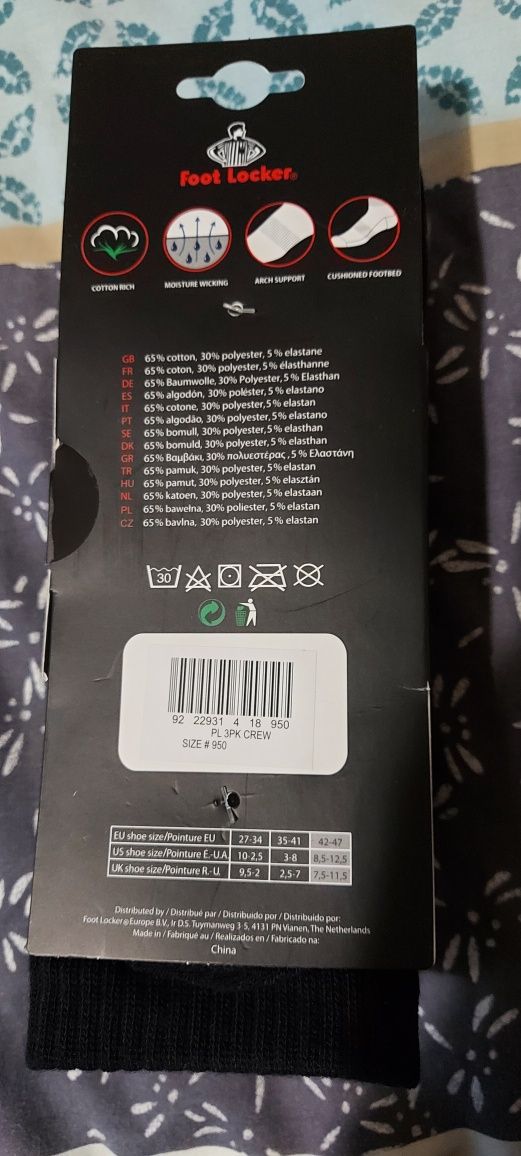 Foot Locker®
COTTON RICH
MOISTURE WICKING
ARCH SUPPORT
CUSHIONED FOOTBED
GB 65% cotton, 30% polyester, 5% elastane
FR 65% coton, 30% polyester, 5% élasthanne
DE 65% Baumwolle, 30% Polyester, 5% Elasthan
ES 65% algodón, 30% poléster, 5% elastano
IT 65% cotone, 30% polyester, 5% elastan
PT 65% algodão, 30% polyester, 5% elastano
SE 65% bomull, 30% polyester, 5% elasthan
DK 65% bomuld, 30% polyester, 5% elasthan
GR 65% Βαμβάκι, 30% πολυεστέρας, 5% Ελαστάνη
TR 65% pamuk, 30% polyester, 5% elastan
HU 65% pamut, 30% polyester, 5% elasztán
NL 65% katoen, 30% polyester, 5% elastaan
PL 65% bawełna, 30% poliester, 5% elastan
CZ 65% bavlna, 30% polyester, 5% elastan
30
92 22931 4 18 950
PL 3PK CREW
SIZE # 950
EU shoe size/Pointure EU 27-34 35-41 42-47
US shoe size/Pointure É.-U.A. 10-2,5 3-8 8,5-12,5
UK shoe size/Pointure R.-U. 9,5-2 2,5-7 7,5-11,5
Distributed by / Distribué par / Distribuido por / Distribuido por:
Foot Locker® Europe B.V., Ir D.S. Tuymanweg 3-5, 4131 PN Vianen, The Netherlands
Made in / Fabriqué au / Realizados en / Fabricado na:
China